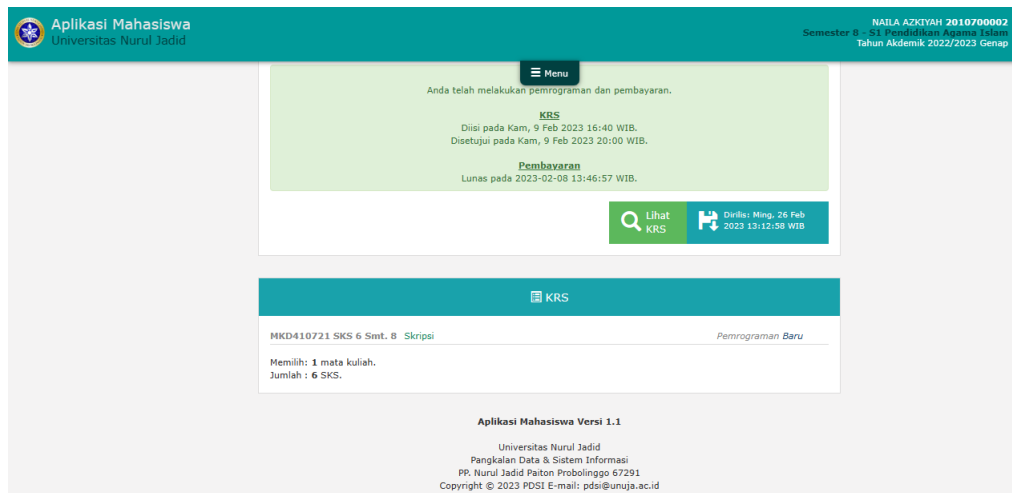 Aplikasi Mahasiswa
Universitas Nurul Jadid
NAILA AZKIYAH 2010700002
Semester 8 - S1 Pendidikan Agama Islam
Tahun Akademik 2022/2023 Genap
Menu
Anda telah melakukan pemrograman dan pembayaran.
KRS
Diisi pada Kam, 9 Feb 2023 16:40 WIB.
Disetujui pada Kam, 9 Feb 2023 20:00 WIB.
Pembayaran
Lunas pada 2023-02-08 13:46:57 WIB.
Lihat
KRS
Dirilis: Ming, 26 Feb
2023 13:12:58 WIB
KRS
MKD410721 SKS 6 Smt. 8 Skripsi Pemrograman Baru
Memilih: 1 mata kuliah.
Jumlah : 6 SKS.
Aplikasi Mahasiswa Versi 1.1
Universitas Nurul Jadid
Pangkalan Data & Sistem Informasi
PP. Nurul Jadid Paiton Probolinggo 67291
Copyright © 2023 PDSI E-mail: pdsi@unuja.ac.id